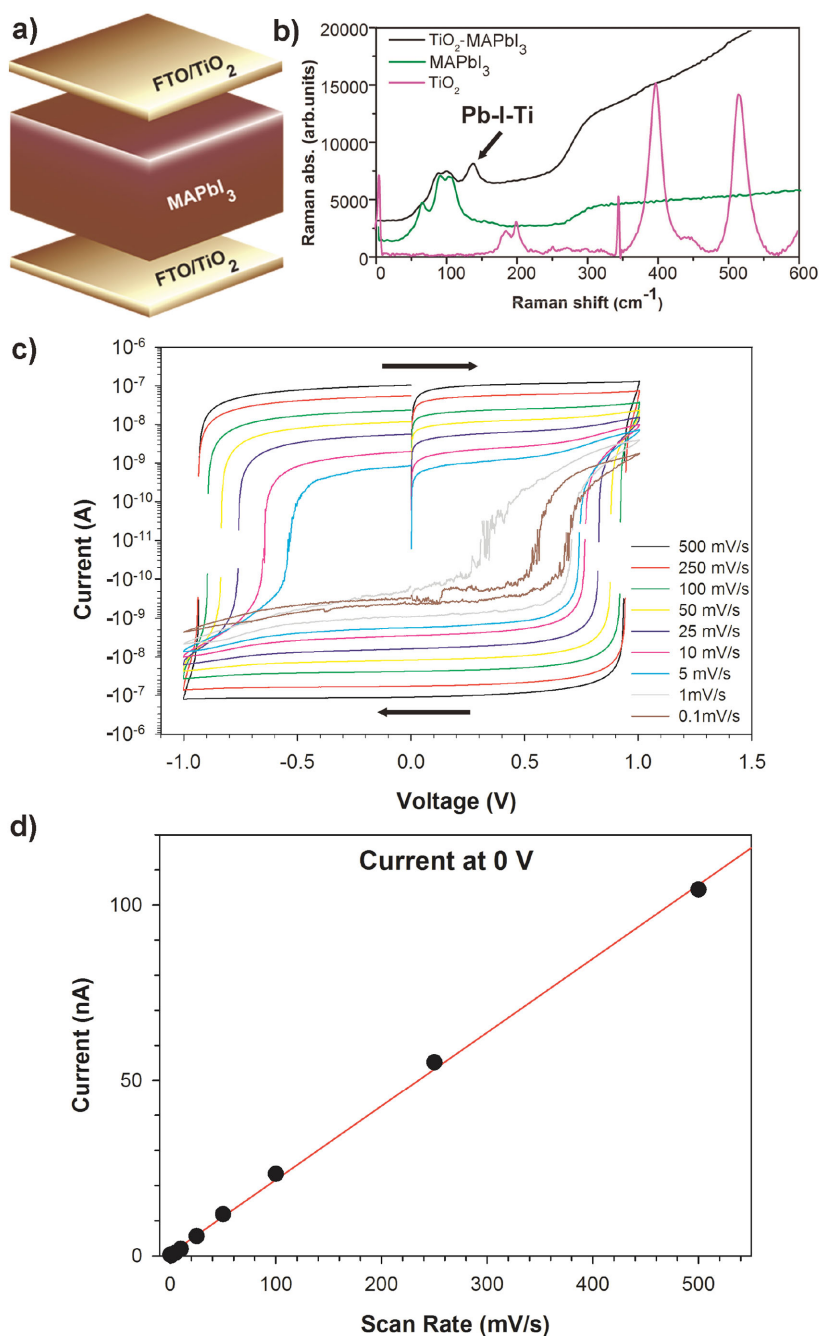 a)
FTO/TiO₂
MAPbI₃
FTO/TiO₂
b)
TiO₂-MAPbI₃
MAPbI₃
TiO₂
Pb-I-Ti
20000
15000
10000
5000
0
Raman abs. (arb.units)
0 100 200 300 400 500 600
Raman shift (cm⁻¹)
c)
10⁻⁶
10⁻⁷
10⁻⁸
10⁻⁹
10⁻¹⁰
10⁻¹¹
-10⁻¹⁰
-10⁻⁹
-10⁻⁸
-10⁻⁷
-10⁻⁶
Current (A)
500 mV/s
250 mV/s
100 mV/s
50 mV/s
25 mV/s
10 mV/s
5 mV/s
1mV/s
0.1mV/s
-1.0 -0.5 0.0 0.5 1.0 1.5
Voltage (V)
d)
Current at 0 V
100
50
0
Current (nA)
0 100 200 300 400 500
Scan Rate (mV/s)